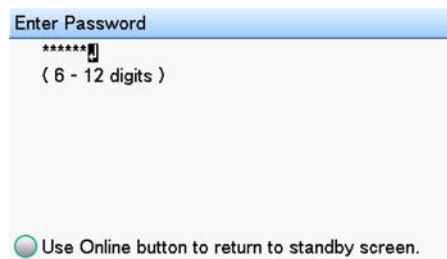 Enter Password
******↵
( 6 - 12 digits )
Use Online button to return to standby screen.